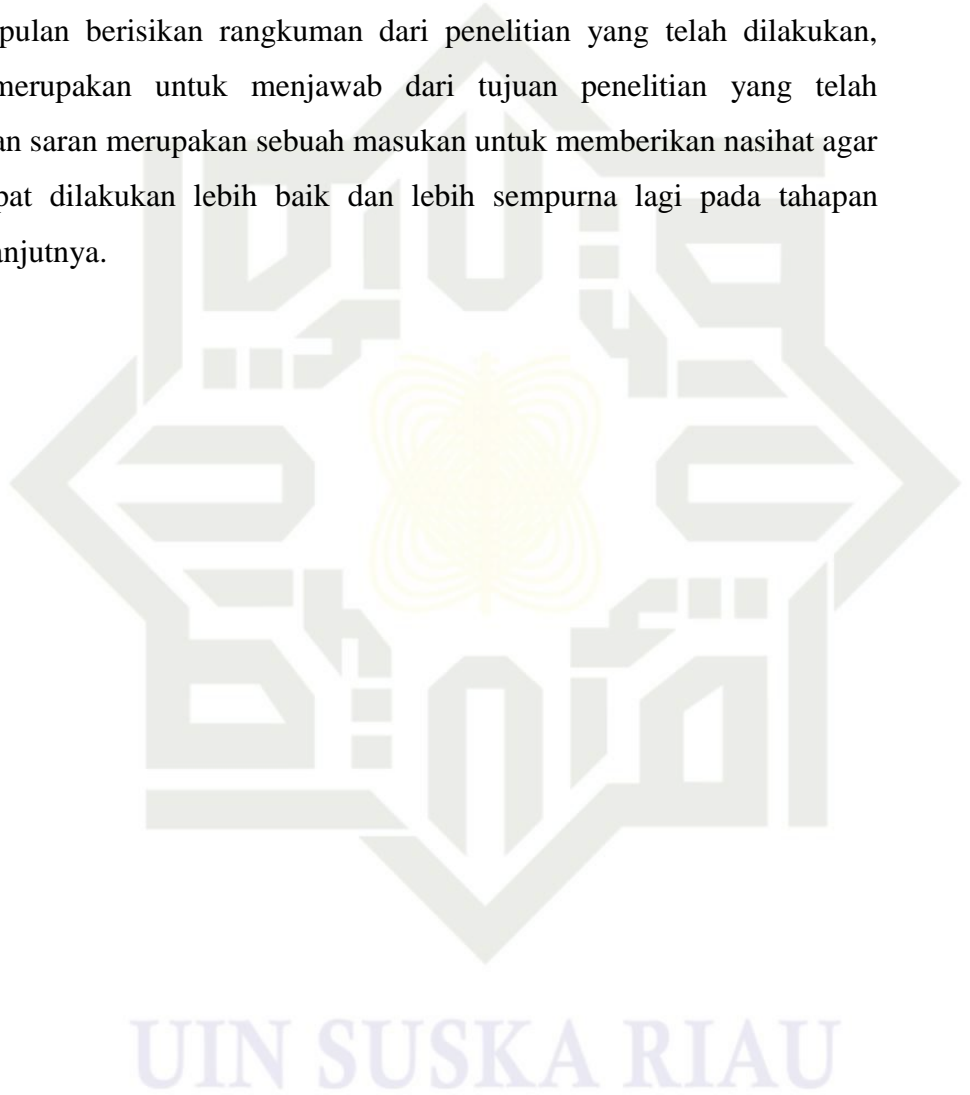 pulan berisikan rangkuman dari penelitian yang telah dilakukan,
merupakan untuk menjawab dari tujuan penelitian yang telah
an saran merupakan sebuah masukan untuk memberikan nasihat agar
pat dilakukan lebih baik dan lebih sempurna lagi pada tahapan
anjutnya.
UIN SUSKA RIAU